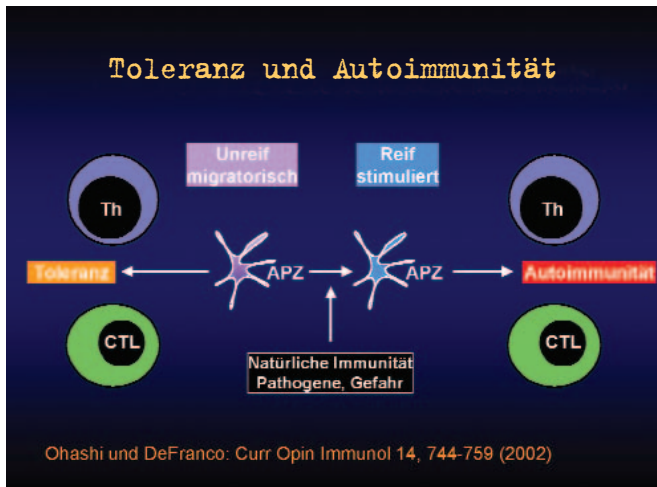 Toleranz und Autoimmunität
Unreif
migratorisch
Reif
stimuliert
Th
Th
Toleranz
APZ
APZ
Autoimmunität
CTL
CTL
Natürliche Immunität
Pathogene, Gefahr
Ohashi und DeFranco: Curr Opin Immunol 14, 744-759 (2002)